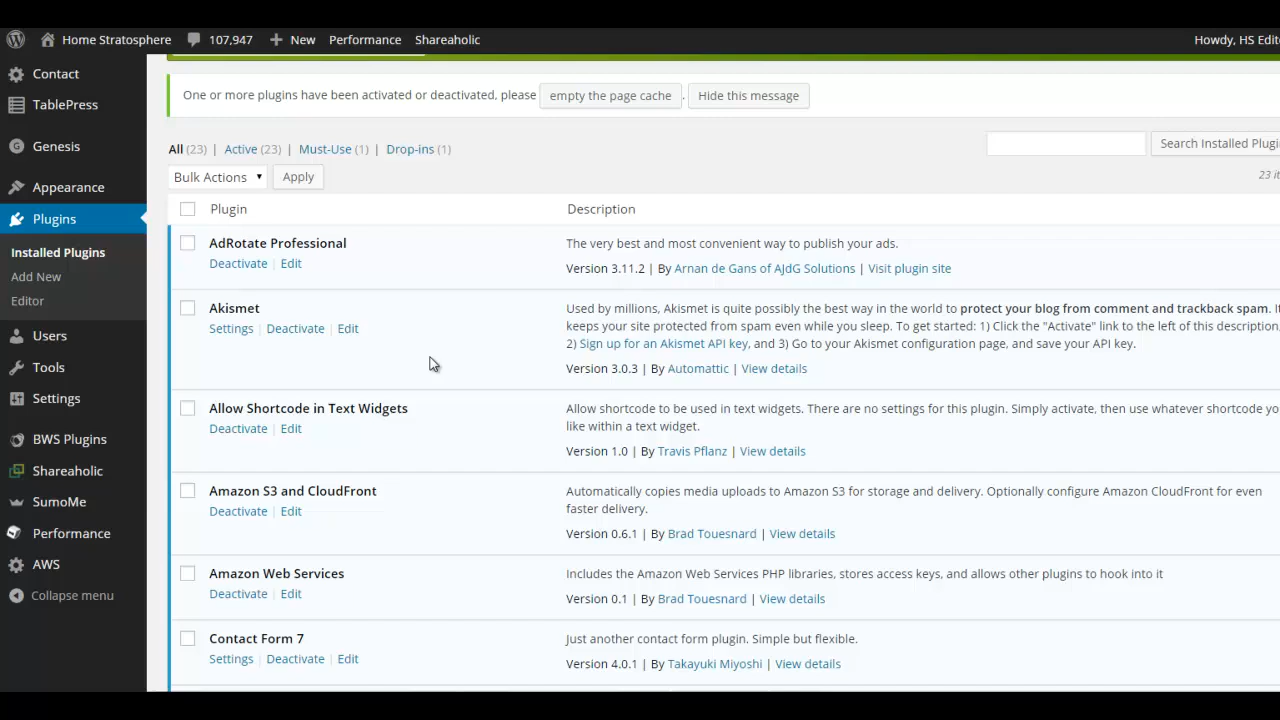 Home Stratosphere 107,947 New Performance Shareaholic Howdy, HS Edit
Contact
TablePress
Genesis
Appearance
Plugins
Installed Plugins
Add New
Editor
Users
Tools
Settings
BWS Plugins
Shareaholic
SumoMe
Performance
AWS
Collapse menu
One or more plugins have been activated or deactivated, please empty the page cache . Hide this message
All (23) | Active (23) | Must-Use (1) | Drop-ins (1)
Search Installed Plugi
Bulk Actions Apply
23 it
Plugin Description
AdRotate Professional
Deactivate | Edit
The very best and most convenient way to publish your ads.
Version 3.11.2 | By Arnan de Gans of AJdG Solutions | Visit plugin site
Akismet
Settings | Deactivate | Edit
Used by millions, Akismet is quite possibly the best way in the world to protect your blog from comment and trackback spam. It
keeps your site protected from spam even while you sleep. To get started: 1) Click the "Activate" link to the left of this description,
2) Sign up for an Akismet API key, and 3) Go to your Akismet configuration page, and save your API key.
Version 3.0.3 | By Automattic | View details
Allow Shortcode in Text Widgets
Deactivate | Edit
Allow shortcode to be used in text widgets. There are no settings for this plugin. Simply activate, then use whatever shortcode yo
like within a text widget.
Version 1.0 | By Travis Pflanz | View details
Amazon S3 and CloudFront
Deactivate | Edit
Automatically copies media uploads to Amazon S3 for storage and delivery. Optionally configure Amazon CloudFront for even
faster delivery.
Version 0.6.1 | By Brad Touesnard | View details
Amazon Web Services
Deactivate | Edit
Includes the Amazon Web Services PHP libraries, stores access keys, and allows other plugins to hook into it
Version 0.1 | By Brad Touesnard | View details
Contact Form 7
Settings | Deactivate | Edit
Just another contact form plugin. Simple but flexible.
Version 4.0.1 | By Takayuki Miyoshi | View details